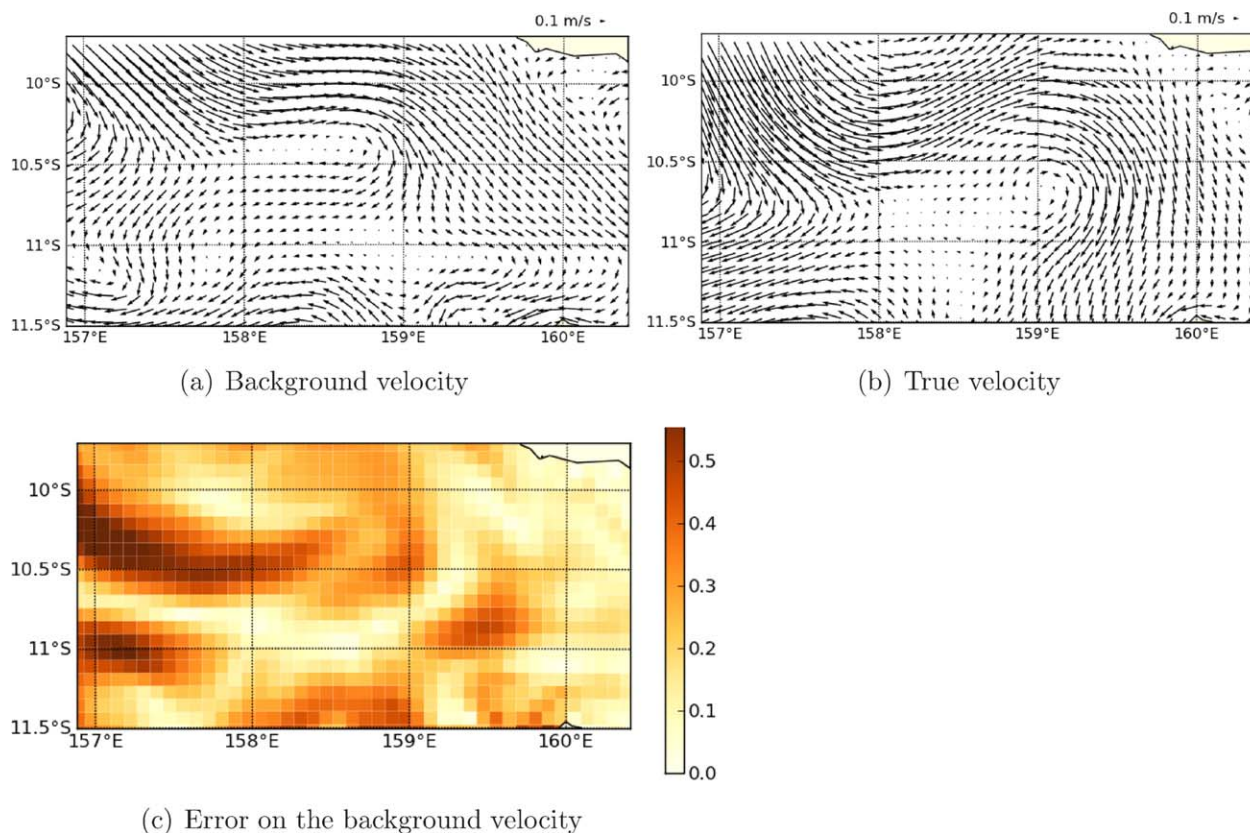 0.1 m/s
0.1 m/s
10°S
10.5°S
11°S
11.5°S
157°E
158°E
159°E
160°E
10°S
10.5°S
11°S
11.5°S
157°E
158°E
159°E
160°E
(a) Background velocity
(b) True velocity
10°S
10.5°S
11°S
11.5°S
157°E
158°E
159°E
160°E
0.5
0.4
0.3
0.2
0.1
0.0
(c) Error on the background velocity